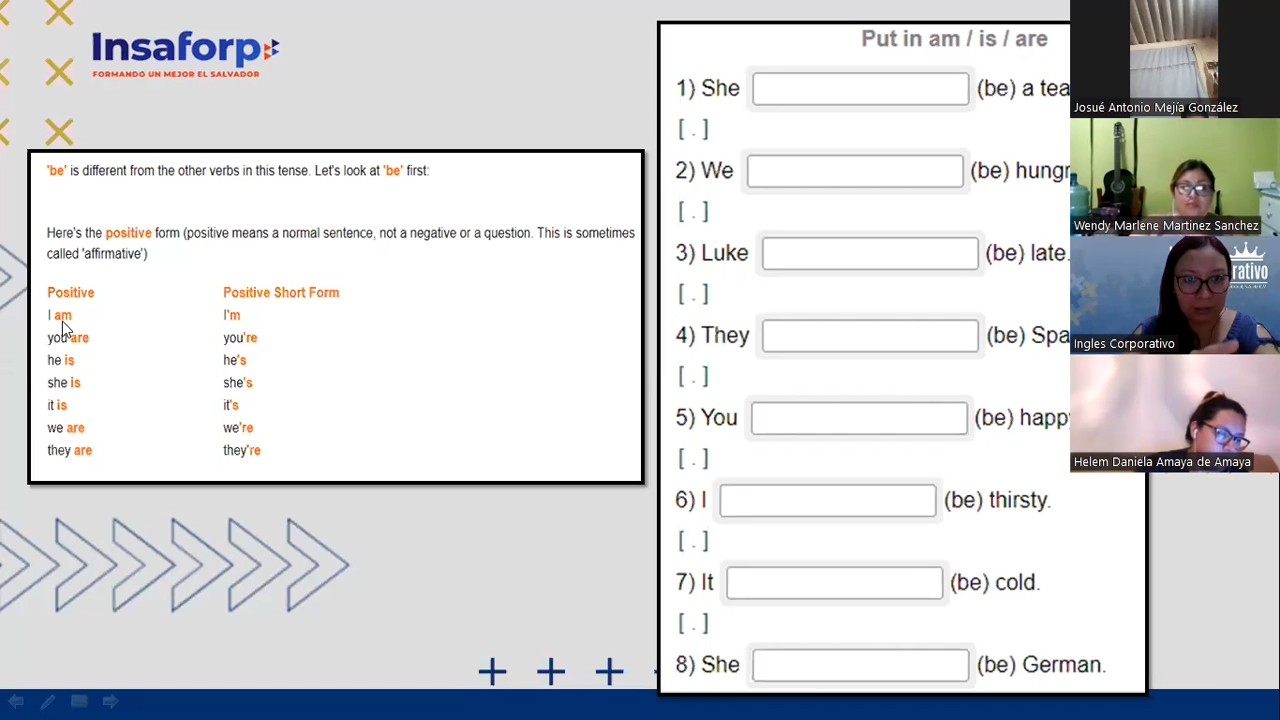 Insaforp
FORMANDO UN MEJOR EL SALVADOR
'be' is different from the other verbs in this tense. Let's look at 'be' first:
Here's the positive form (positive means a normal sentence, not a negative or a question. This is sometimes
called 'affirmative')
Positive Positive Short Form
I am I'm
you are you're
he is he's
she is she's
it is it's
we are we're
they are they're
Put in am / is / are
1) She (be) a tea
[ . ]
2) We (be) hungr
[ . ]
3) Luke (be) late.
[ . ]
4) They (be) Spa
[ . ]
5) You (be) happy
[ . ]
6) I (be) thirsty.
[ . ]
7) It (be) cold.
[ . ]
8) She (be) German.
Josué Antonio Mejía González
Wendy Marlene Martinez Sanchez
rativo
Ingles Corporativo
Helem Daniela Amaya de Amaya